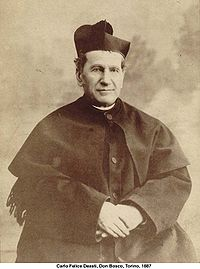 Carlo Felice Deasti, Don Bosco, Torino, 1887